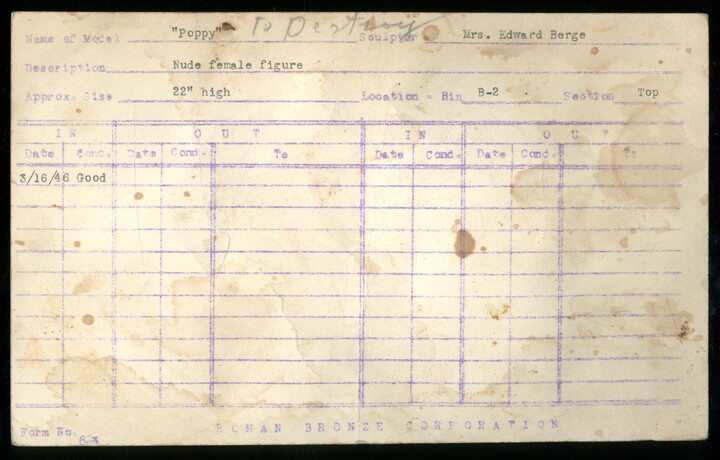 Name of Model "Poppy" To Destroy Sculptor Mrs. Edward Berge
Description Nude female figure
Approx. Size 22" high Location - Bin B-2 Section Top
IN OUT IN OUT
Date Cond. Date Cond. To Date Cond. Date Cond. To
3/16/46 Good
Form No. ROMAN BRONZE CORPORATION